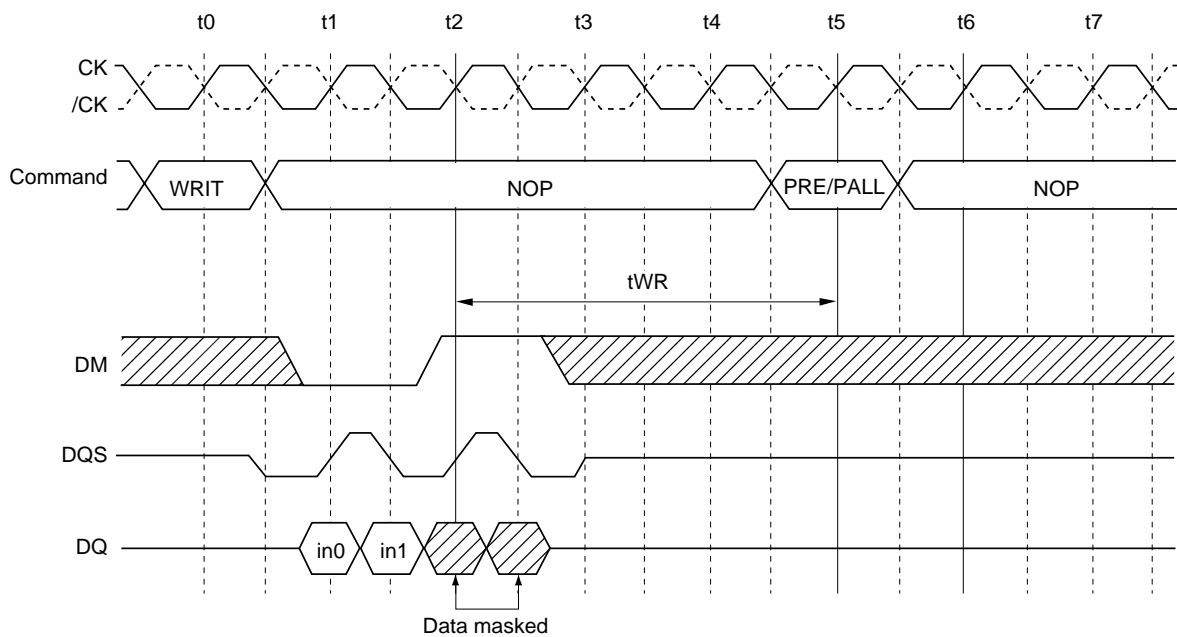 t0 t1 t2 t3 t4 t5 t6 t7
CK
/CK
Command WRIT NOP PRE/PALL NOP
tWR
DM
DQS
DQ in0 in1
Data masked